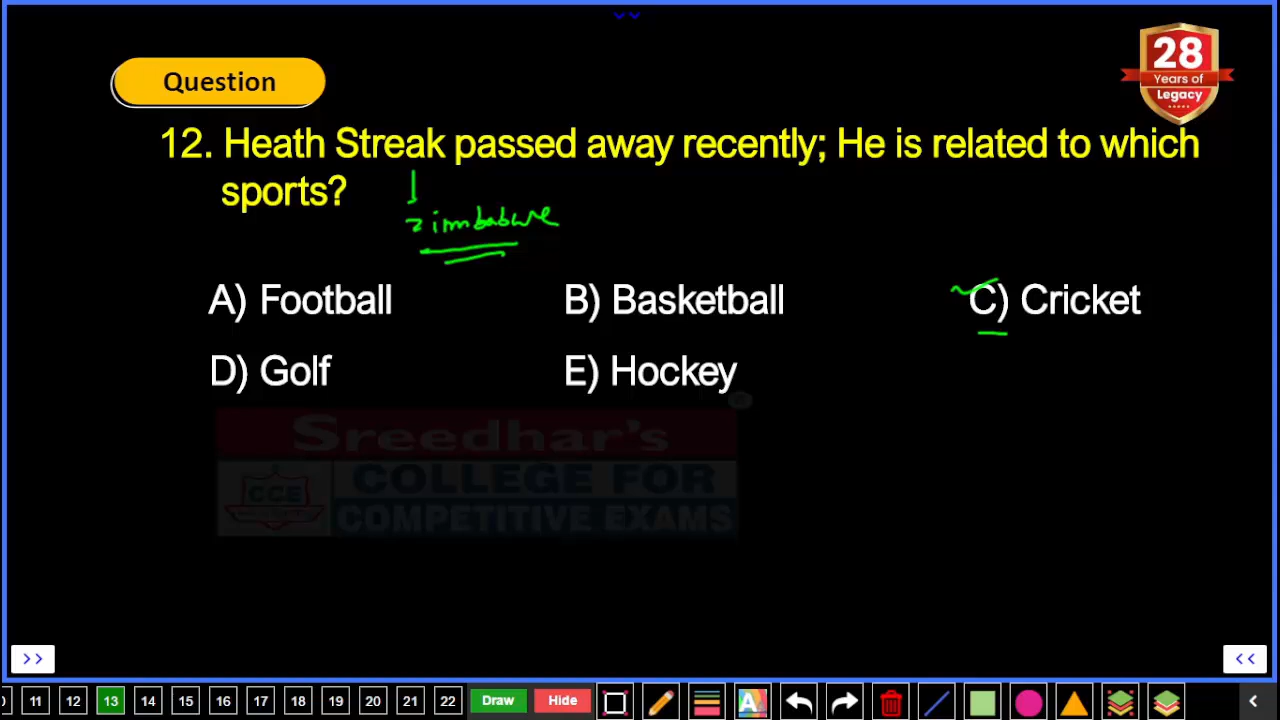 28
Years of
Legacy
Question
12. Heath Streak passed away recently; He is related to which
sports?
Zimbabwe
A) Football
B) Basketball
C) Cricket
D) Golf
E) Hockey
Sreedhar's
CCE
COLLEGE FOR
COMPETITIVE EXAMS
>>
<<
0 11 12 13 14 15 16 17 18 19 20 21 22 Draw Hide A